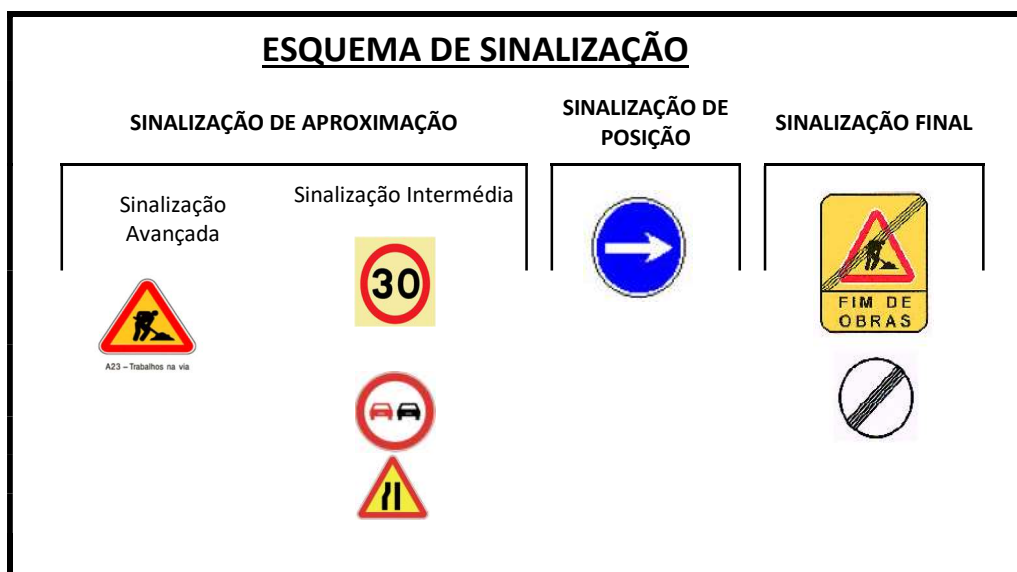 ESQUEMA DE SINALIZAÇÃO
SINALIZAÇÃO DE APROXIMAÇÃO
SINALIZAÇÃO DE
POSIÇÃO
SINALIZAÇÃO FINAL
Sinalização
Avançada
Sinalização Intermédia
30
A23 – Trabalhos na via
FIM DE
OBRAS